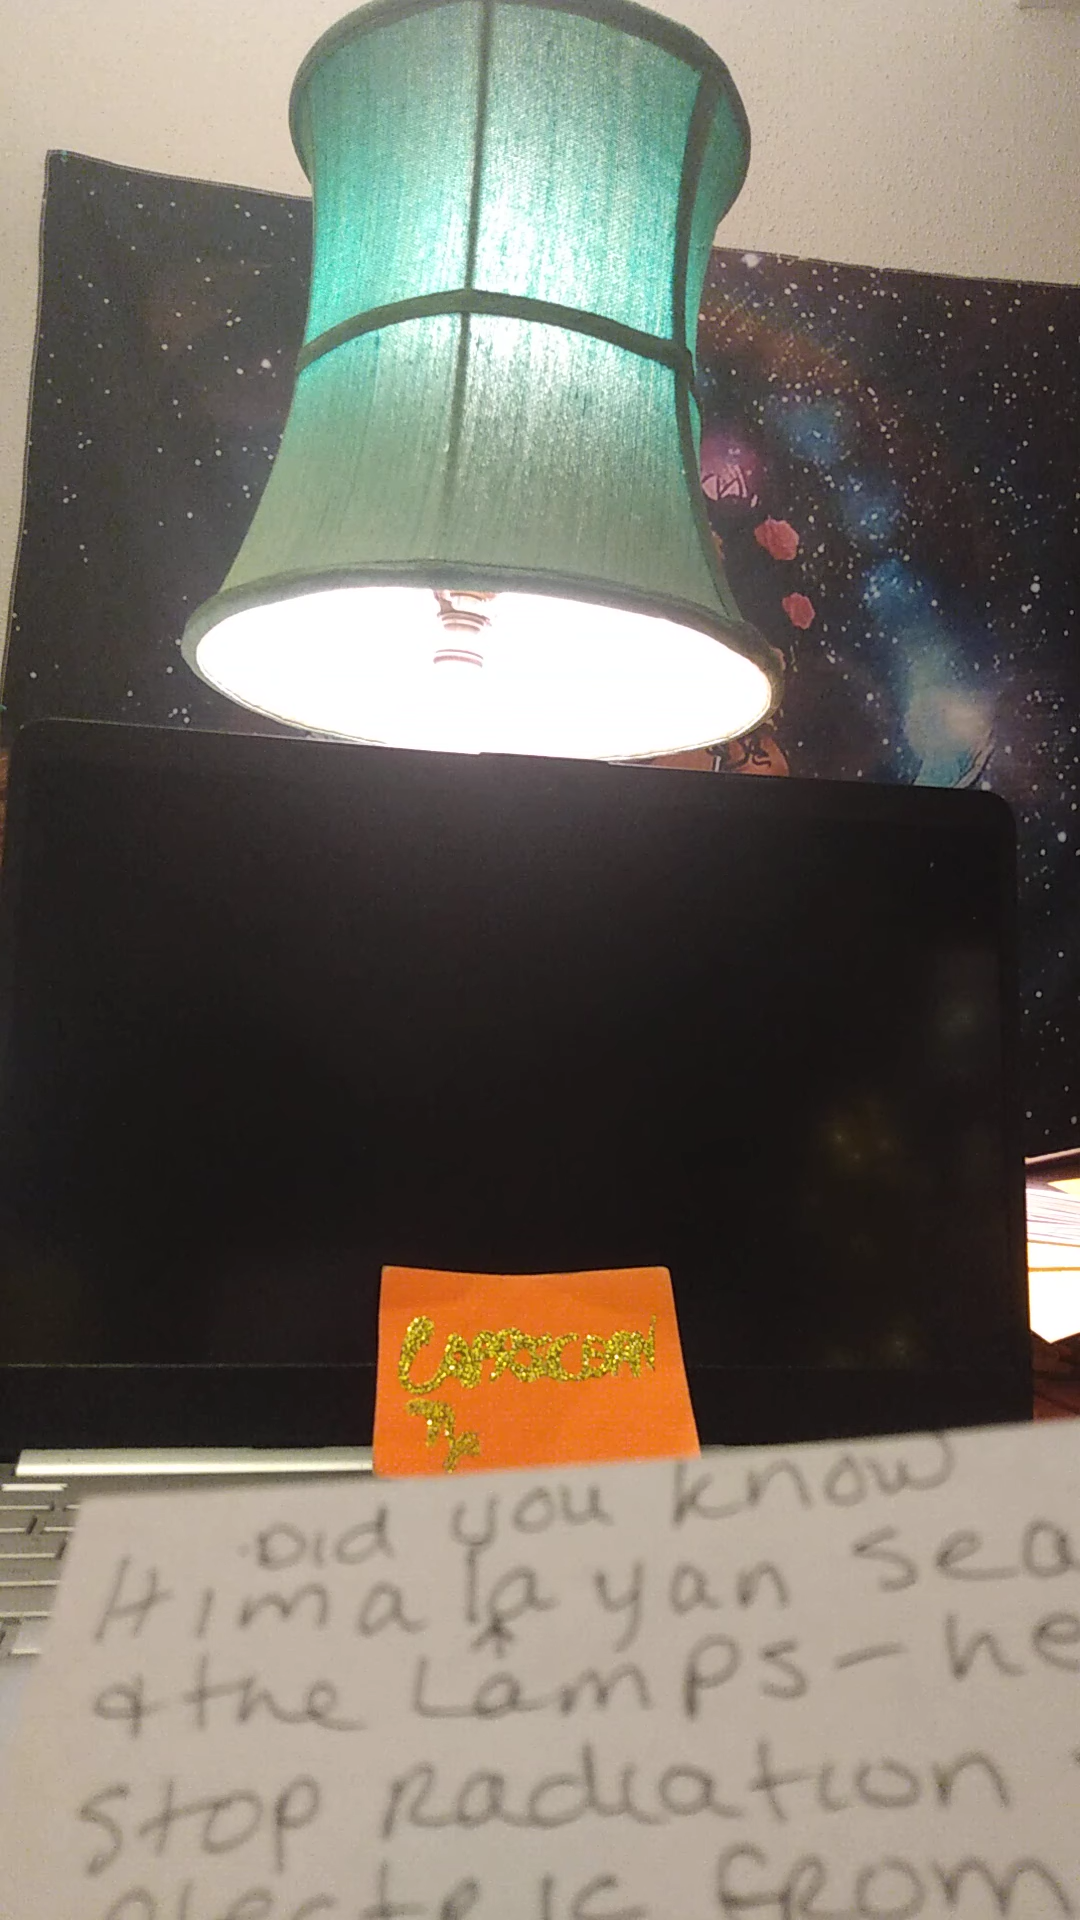 CAPRICORN
♑
Did you know
Himalayan sea
& the Lamps - he
Stop Radiation
electric from